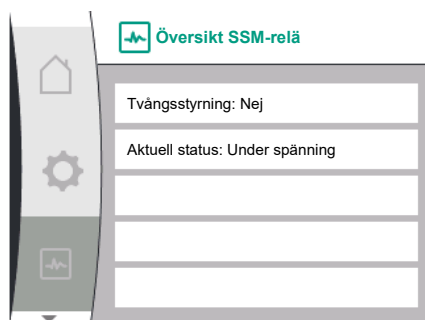 Översikt SSM-relä
Tvångsstyrning: Nej
Aktuell status: Under spänning